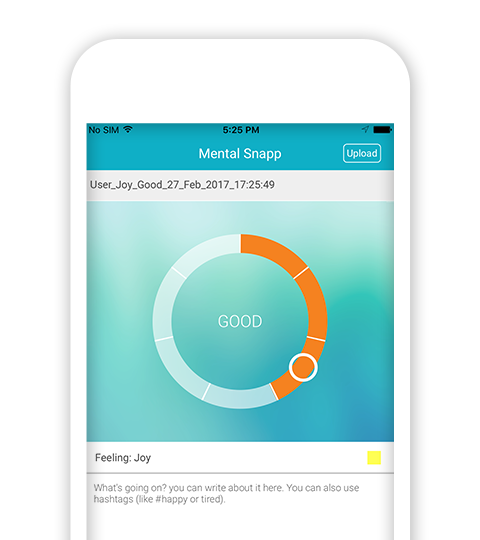 No SIM 5:25 PM
Mental Snapp Upload
User_Joy_Good_27_Feb_2017_17:25:49
GOOD
Feeling: Joy
What's going on? you can write about it here. You can also use
hashtags (like #happy or tired).